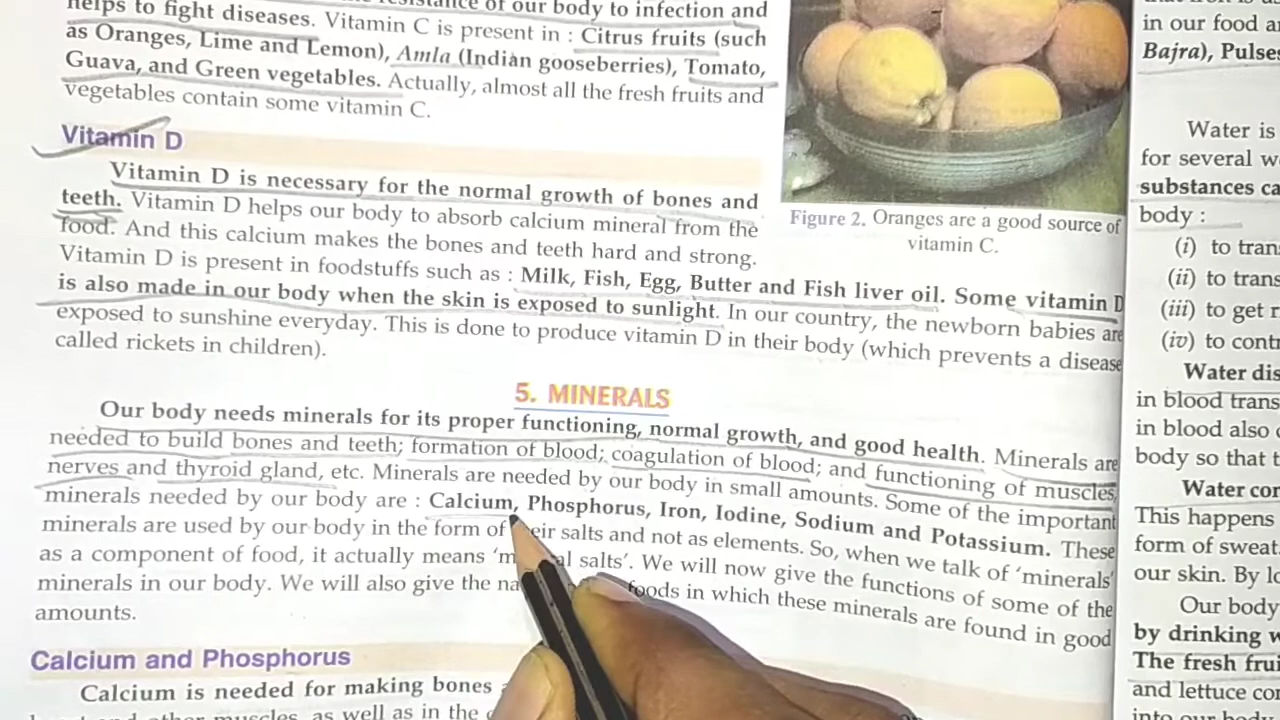 helps to fight diseases. Vitamin C is present in : Citrus fruits (such
as Oranges, Lime and Lemon), Amla (Indian gooseberries), Tomato,
Guava, and Green vegetables. Actually, almost all the fresh fruits and
vegetables contain some vitamin C.
Vitamin D
Vitamin D is necessary for the normal growth of bones and
teeth. Vitamin D helps our body to absorb calcium mineral from the
food. And this calcium makes the bones and teeth hard and strong.
Vitamin D is present in foodstuffs such as : Milk, Fish, Egg, Butter and Fish liver oil. Some vitamin D
is also made in our body when the skin is exposed to sunlight. In our country, the newborn babies are
exposed to sunshine everyday. This is done to produce vitamin D in their body (which prevents a disease
called rickets in children).
Figure 2. Oranges are a good source of
vitamin C.
5. MINERALS
Our body needs minerals for its proper functioning, normal growth, and good health. Minerals are
needed to build bones and teeth; formation of blood; coagulation of blood; and functioning of muscles,
nerves and thyroid gland, etc. Minerals are needed by our body in small amounts. Some of the important
minerals needed by our body are : Calcium, Phosphorus, Iron, Iodine, Sodium and Potassium. These
minerals are used by our body in the form of salts and not as elements. So, when we talk of 'minerals'
as a component of food, it actually means salts'. We will now give the functions of some of the
minerals in our body. We will also give the foods in which these minerals are found in good
amounts.
Calcium and Phosphorus
Calcium is needed for making bones
muscles, as well as in the
in our food
Bajra), Pulses
Water is
for several
substances
body :
(i) to
(ii) to
(iii) to get
(iv) to
Water
in blood
in blood also
body so that
Water
This happens
form of sweat.
our skin. By
Our body
by drinking
The fresh
and lettuce
into our